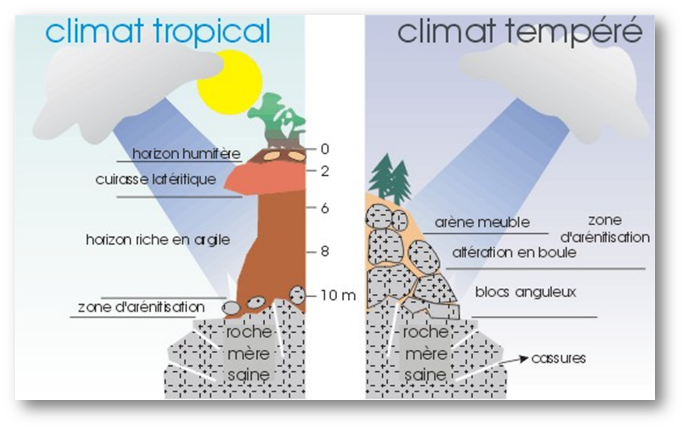 climat tropical
climat tempéré
horizon humifère
cuirasse latéritique
horizon riche en argile
zone d'arénitisation
roche
mère
saine
0
2
6
8
10 m
arène meuble
zone
d'arénitisation
altération en boule
blocs anguleux
roche
mère
saine
cassures